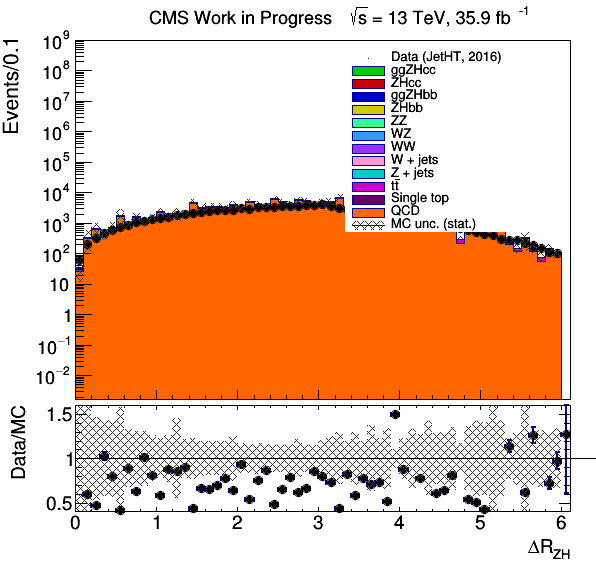 CMS Work in Progress √s = 13 TeV, 35.9 fb⁻¹
Events/0.1
10⁹
10⁸
10⁷
10⁶
10⁵
10⁴
10³
10²
10
1
10⁻¹
10⁻²
Data (JetHT, 2016)
ggZHcc
ZHcc
ggZHbb
ZHbb
ZZ
WZ
WW
W + jets
Z + jets
tt̄
Single top
QCD
MC unc. (stat.)
Data/MC
1.5
1
0.5
0 1 2 3 4 5 6
ΔR_ZH